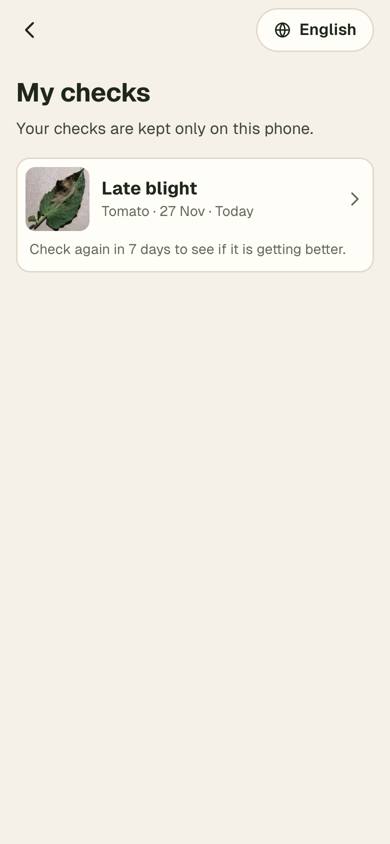 English
My checks
Your checks are kept only on this phone.
Late blight
Tomato · 27 Nov · Today
Check again in 7 days to see if it is getting better.